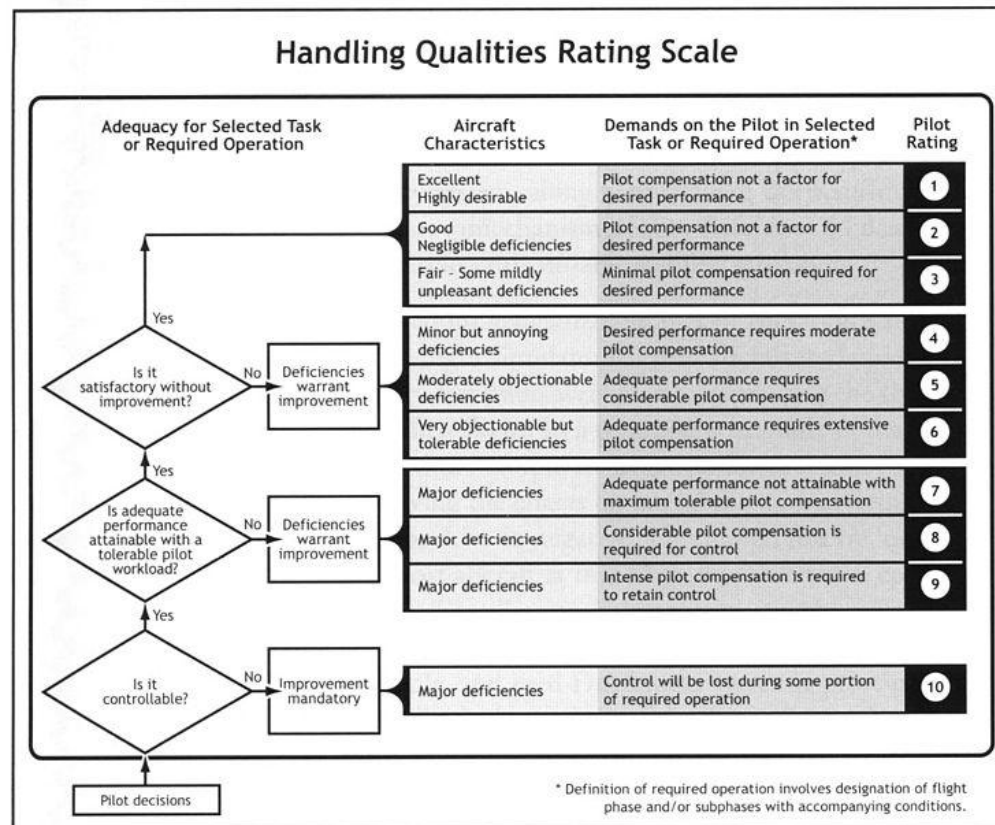 Handling Qualities Rating Scale
Adequacy for Selected Task
or Required Operation
Aircraft
Characteristics
Demands on the Pilot in Selected
Task or Required Operation*
Pilot
Rating
Excellent
Highly desirable
Pilot compensation not a factor for
desired performance
1
Good
Negligible deficiencies
Pilot compensation not a factor for
desired performance
2
Fair - Some mildly
unpleasant deficiencies
Minimal pilot compensation required for
desired performance
3
Yes
Is it
satisfactory without
improvement?
No
Deficiencies
warrant
improvement
Minor but annoying
deficiencies
Desired performance requires moderate
pilot compensation
4
Moderately objectionable
deficiencies
Adequate performance requires
considerable pilot compensation
5
Very objectionable but
tolerable deficiencies
Adequate performance requires extensive
pilot compensation
6
Yes
Is adequate
performance
attainable with a
tolerable pilot
workload?
No
Deficiencies
warrant
improvement
Major deficiencies
Adequate performance not attainable with
maximum tolerable pilot compensation
7
Major deficiencies
Considerable pilot compensation is
required for control
8
Major deficiencies
Intense pilot compensation is required
to retain control
9
Yes
Is it
controllable?
No
Improvement
mandatory
Major deficiencies
Control will be lost during some portion
of required operation
10
Pilot decisions
* Definition of required operation involves designation of flight
phase and/or subphases with accompanying conditions.